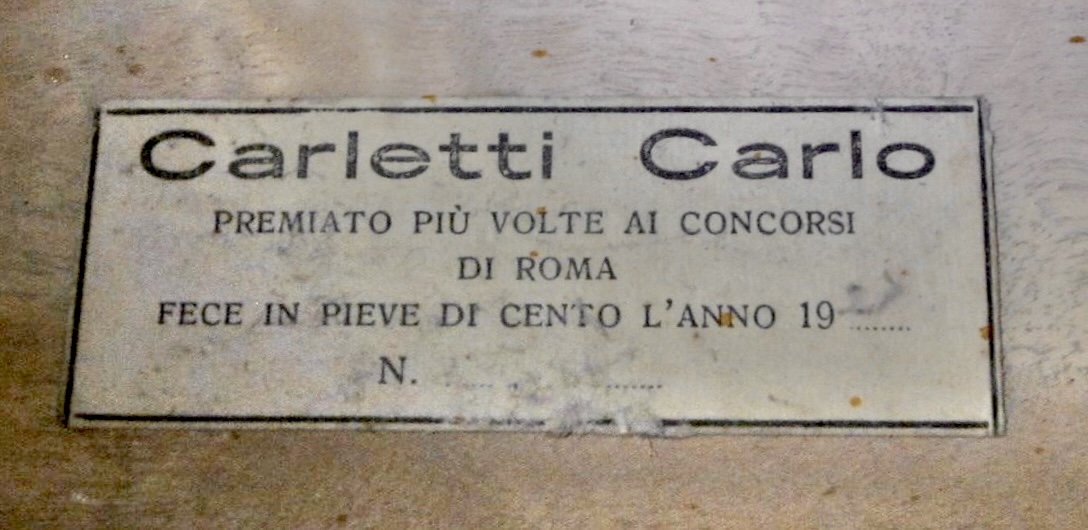 Carletti Carlo
PREMIATO PIÙ VOLTE AI CONCORSI
DI ROMA
FECE IN PIEVE DI CENTO L'ANNO 19
N.